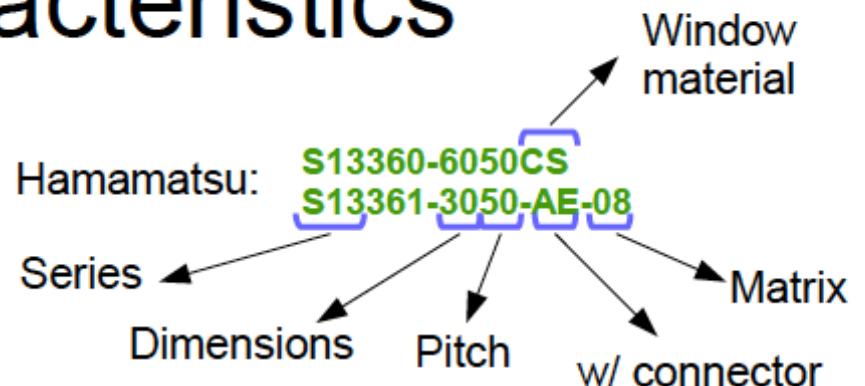 acteristics
Window
material
Hamamatsu:
S13360-6050CS
S13361-3050-AE-08
Series
Matrix
Dimensions
Pitch
w/ connector